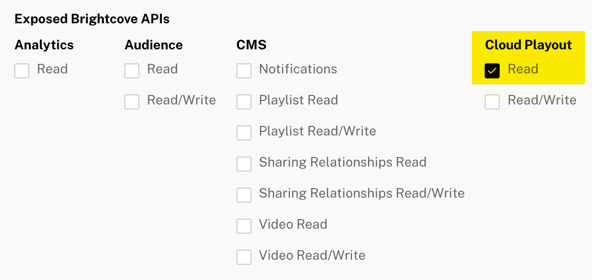 Exposed Brightcove APIs
Analytics
Read
Audience
Read
Read/Write
CMS
Notifications
Playlist Read
Playlist Read/Write
Sharing Relationships Read
Sharing Relationships Read/Write
Video Read
Video Read/Write
Cloud Playout
Read
Read/Write